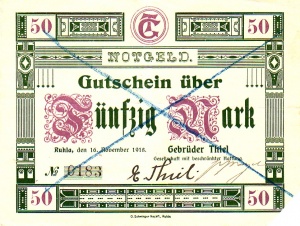 50 50
NOTGELD.
Gutschein über
Fünfzig Mark
Ruhla, den 16. November 1918. Gebrüder Thiel
Gesellschaft mit beschränkter Haftung
№ 0183 E Thiel.
50 50